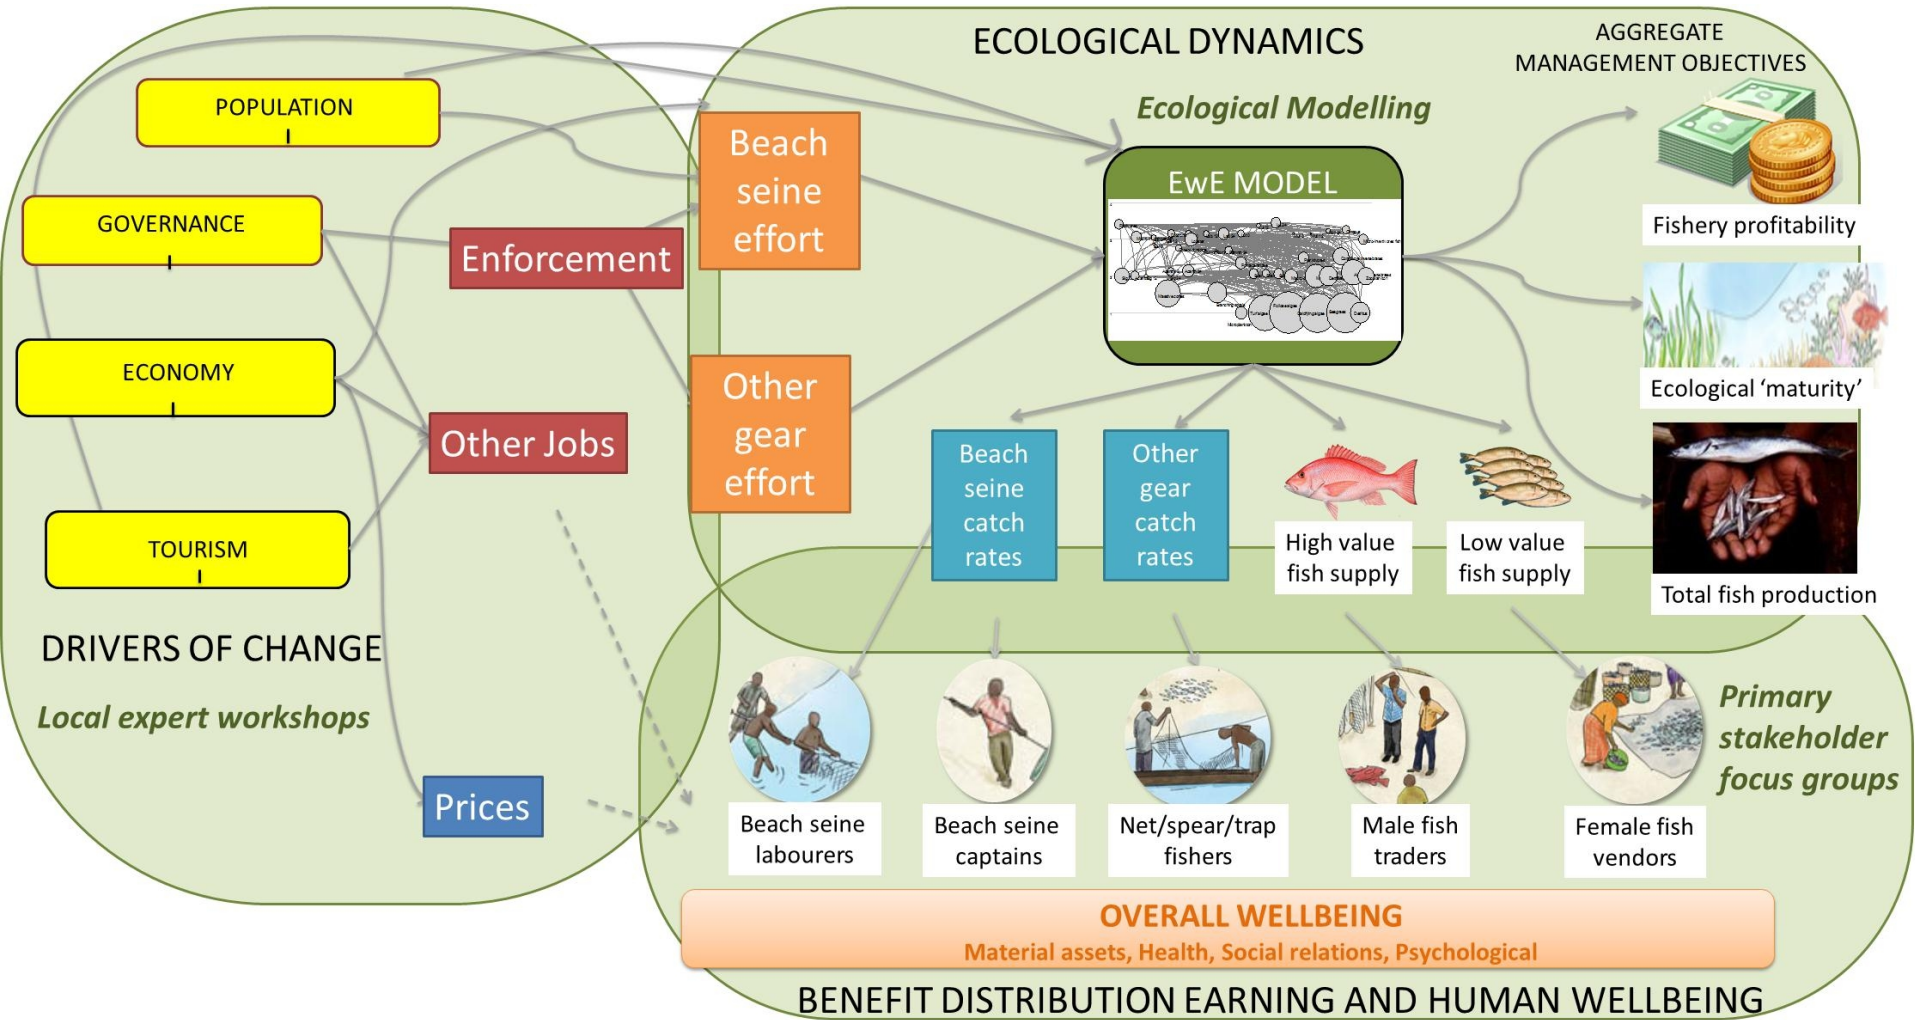 ECOLOGICAL DYNAMICS
AGGREGATE
MANAGEMENT OBJECTIVES
Ecological Modelling
POPULATION
GOVERNANCE
ECONOMY
TOURISM
DRIVERS OF CHANGE
Local expert workshops
Enforcement
Other Jobs
Prices
Beach
seine
effort
Other
gear
effort
EwE MODEL
Fishery profitability
Ecological ‘maturity’
Total fish production
Beach
seine
catch
rates
Other
gear
catch
rates
High value
fish supply
Low value
fish supply
Primary
stakeholder
focus groups
Beach seine
labourers
Beach seine
captains
Net/spear/trap
fishers
Male fish
traders
Female fish
vendors
OVERALL WELLBEING
Material assets, Health, Social relations, Psychological
BENEFIT DISTRIBUTION EARNING AND HUMAN WELLBEING